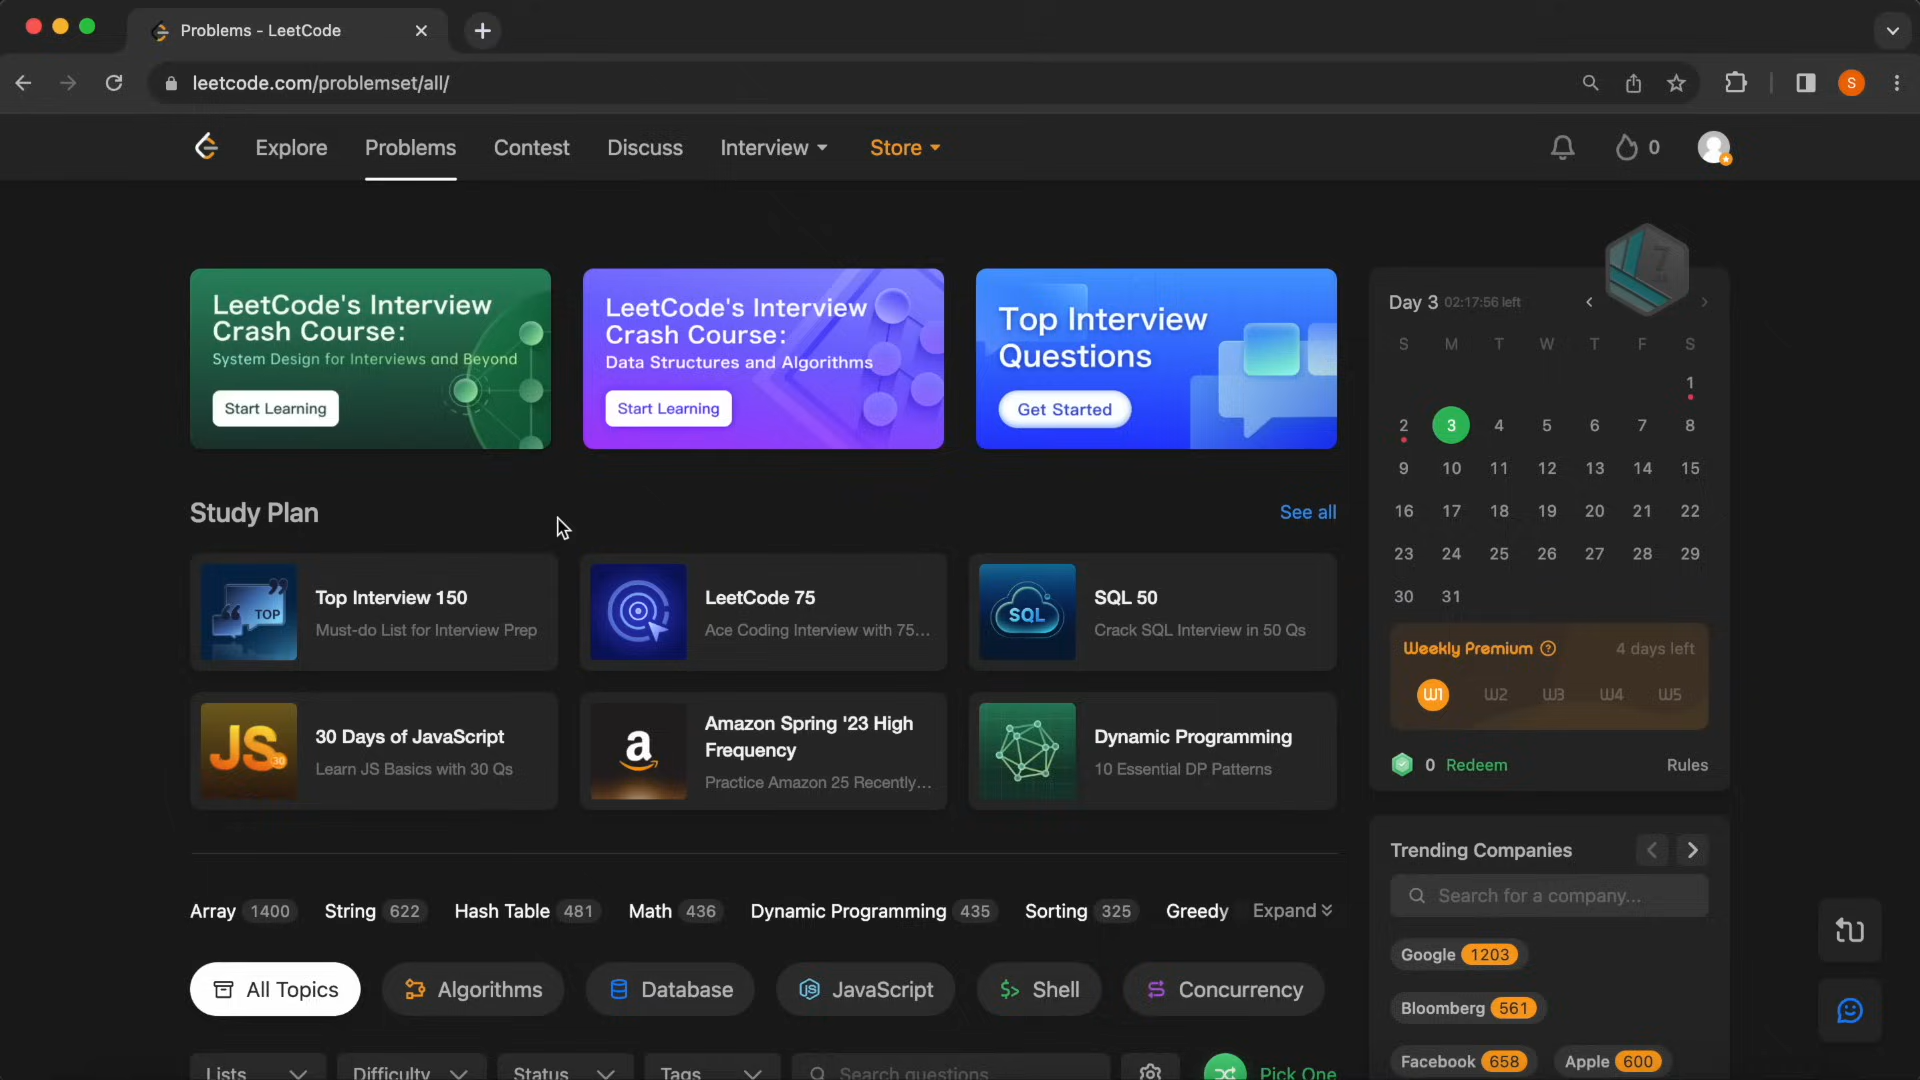 Problems - LeetCode
leetcode.com/problemset/all/
S
Explore
Problems
Contest
Discuss
Interview
Store
0
LeetCode's Interview
Crash Course:
System Design for Interviews and Beyond
Start Learning
LeetCode's Interview
Crash Course:
Data Structures and Algorithms
Start Learning
Top Interview
Questions
Get Started
Day 3 02:17:56 left
7
S M T W T F S
1
2 3 4 5 6 7 8
9 10 11 12 13 14 15
16 17 18 19 20 21 22
23 24 25 26 27 28 29
30 31
Weekly Premium ? 4 days left
W1 W2 W3 W4 W5
0 Redeem Rules
Study Plan
See all
TOP
Top Interview 150
Must-do List for Interview Prep
LeetCode 75
Ace Coding Interview with 75...
SQL
SQL 50
Crack SQL Interview in 50 Qs
JS 30
30 Days of JavaScript
Learn JS Basics with 30 Qs
a
Amazon Spring '23 High
Frequency
Practice Amazon 25 Recently...
Dynamic Programming
10 Essential DP Patterns
Array 1400 String 622 Hash Table 481 Math 436 Dynamic Programming 435 Sorting 325 Greedy Expand
All Topics
Algorithms
Database
JS JavaScript
$> Shell
Concurrency
Lists
Difficulty
Status
Tags
Search questions
Pick One
Trending Companies
Search for a company...
Google 1203
Bloomberg 561
Facebook 658
Apple 600